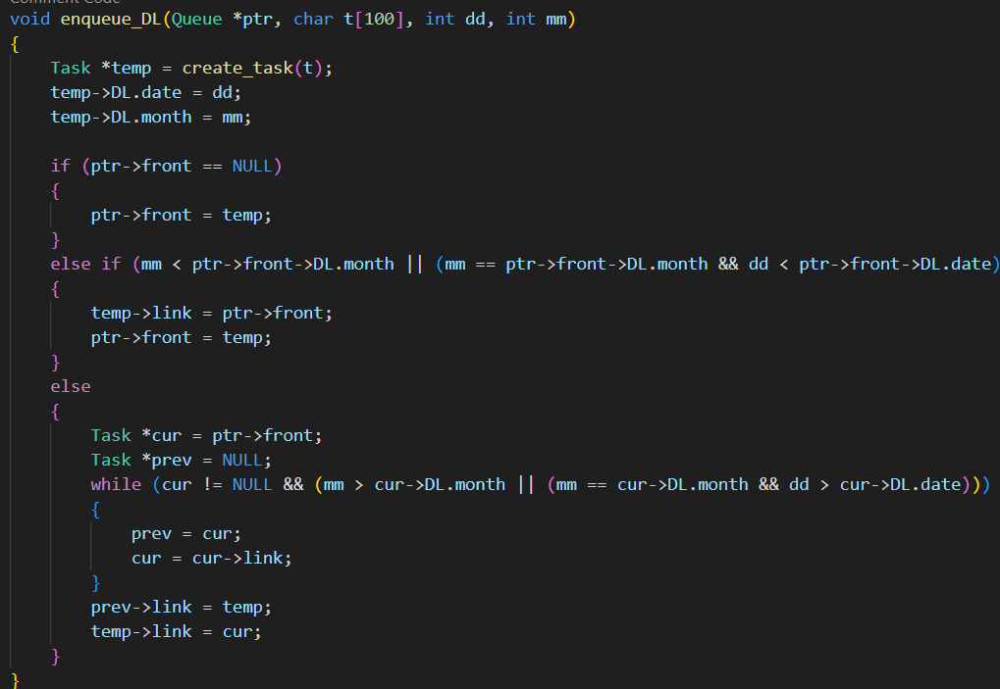 Comment Code
void enqueue_DL(Queue *ptr, char t[100], int dd, int mm)
{
    Task *temp = create_task(t);
    temp->DL.date = dd;
    temp->DL.month = mm;

    if (ptr->front == NULL)
    {
        ptr->front = temp;
    }
    else if (mm < ptr->front->DL.month || (mm == ptr->front->DL.month && dd < ptr->front->DL.date)
    {
        temp->link = ptr->front;
        ptr->front = temp;
    }
    else
    {
        Task *cur = ptr->front;
        Task *prev = NULL;
        while (cur != NULL && (mm > cur->DL.month || (mm == cur->DL.month && dd > cur->DL.date)))
        {
            prev = cur;
            cur = cur->link;
        }
        prev->link = temp;
        temp->link = cur;
    }
}